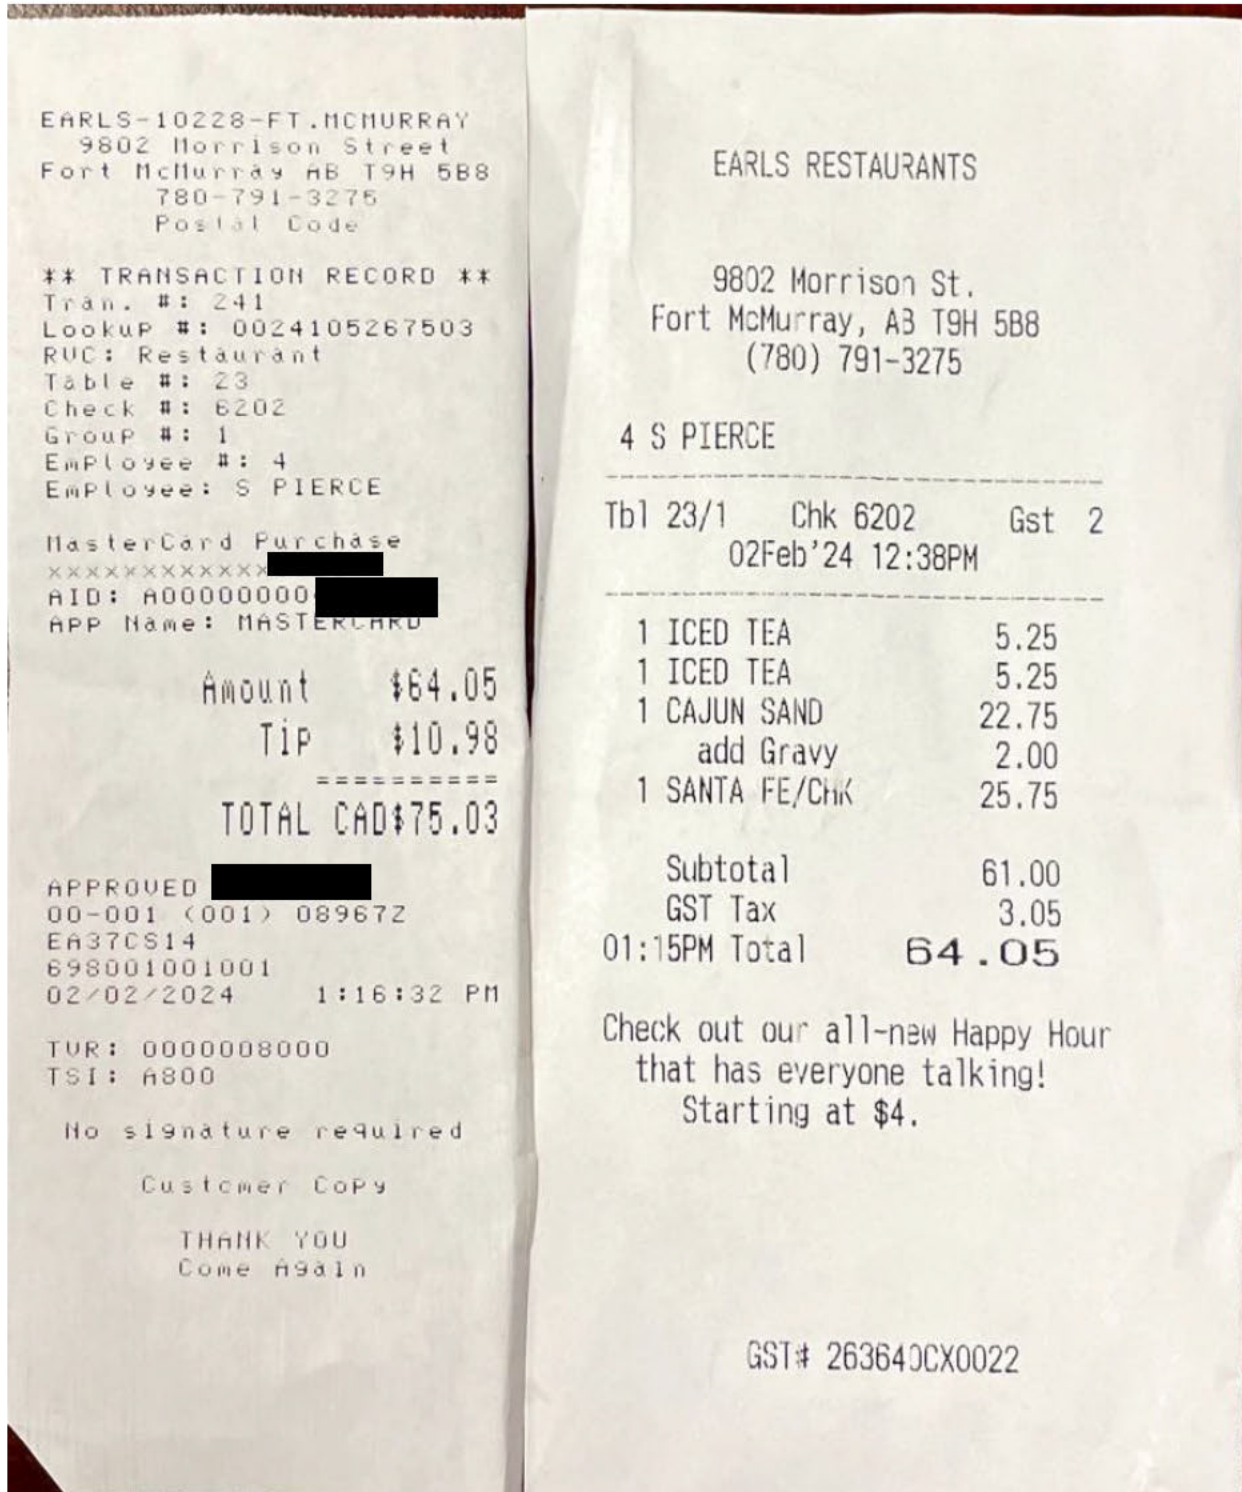 EARLS-10228-FT.MCMURRAY
9802 Morrison Street
Fort McMurray AB T9H 5B8
780-791-3275
Postal Code
** TRANSACTION RECORD **
Tran. #: 241
Lookup #: 0024105267503
RVC: Restaurant
Table #: 23
Check #: 6202
Group #: 1
Employee #: 4
Employee: S PIERCE
MasterCard Purchase
xxxxxxxxxxxx
AID: A00000000
APP Name: MASTERCARD
Amount $64.05
Tip $10.98
==========
TOTAL CAD$75.03
APPROVED
00-001 (001) 08967Z
EA37CS14
698001001001
02/02/2024 1:16:32 PM
TVR: 0000008000
TSI: A800
No signature required
Customer Copy
THANK YOU
Come Again
EARLS RESTAURANTS
9802 Morrison St.
Fort McMurray, AB T9H 5B8
(780) 791-3275
4 S PIERCE
Tbl 23/1 Chk 6202 Gst 2
02Feb'24 12:38PM
1 ICED TEA 5.25
1 ICED TEA 5.25
1 CAJUN SAND 22.75
add Gravy 2.00
1 SANTA FE/CHK 25.75
Subtotal 61.00
GST Tax 3.05
01:15PM Total 64.05
Check out our all-new Happy Hour
that has everyone talking!
Starting at $4.
GST# 263640CX0022